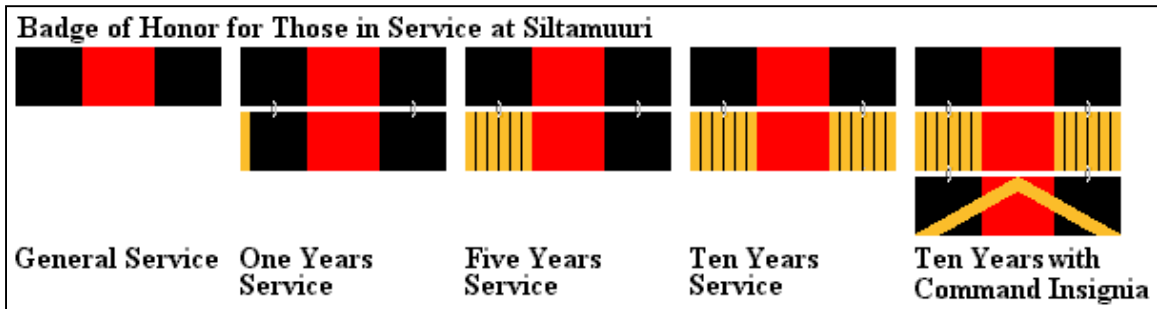 Badge of Honor for Those in Service at Siltamuuri
General Service
One Years
Service
Five Years
Service
Ten Years
Service
Ten Years with
Command Insignia